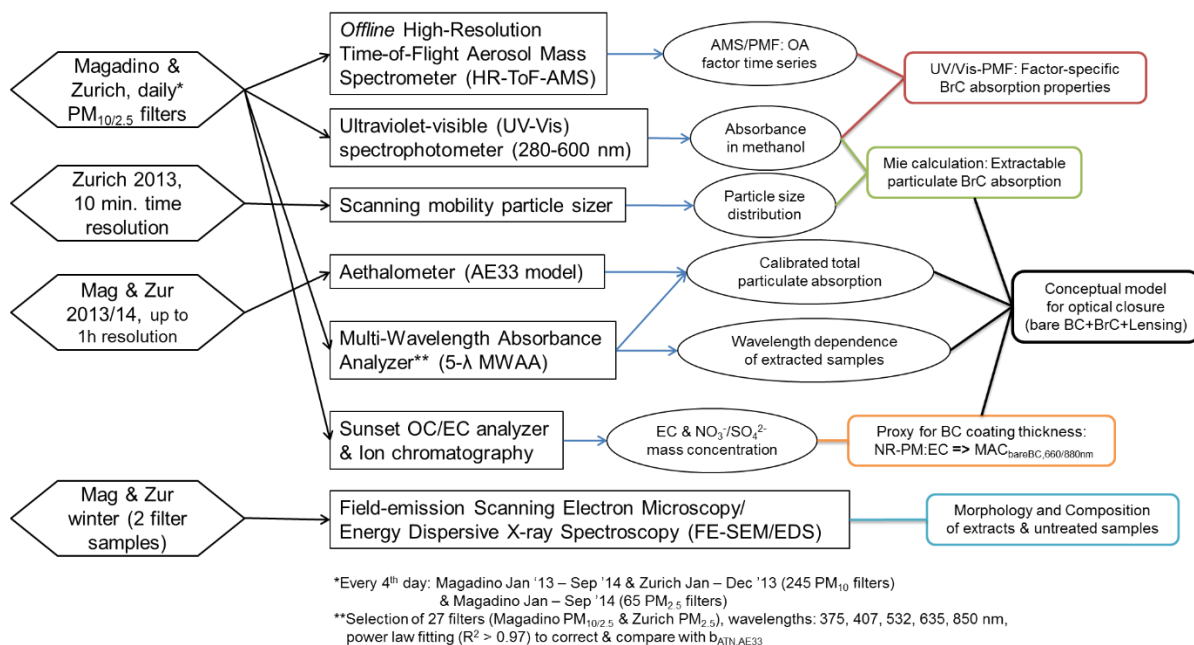 Magadino &
Zurich, daily*
PM10/2.5 filters
Offline High-Resolution
Time-of-Flight Aerosol Mass
Spectrometer (HR-ToF-AMS)
AMS/PMF: OA
factor time series
UV/Vis-PMF: Factor-specific
BrC absorption properties
Ultraviolet-visible (UV-Vis)
spectrophotometer (280-600 nm)
Absorbance
in methanol
Mie calculation: Extractable
particulate BrC absorption
Zurich 2013,
10 min. time
resolution
Scanning mobility particle sizer
Particle size
distribution
Mag & Zur
2013/14, up to
1h resolution
Aethalometer (AE33 model)
Calibrated total
particulate absorption
Conceptual model
for optical closure
(bare BC+BrC+Lensing)
Multi-Wavelength Absorbance
Analyzer** (5-λ MWAA)
Wavelength dependence
of extracted samples
Sunset OC/EC analyzer
& Ion chromatography
EC & NO3-/SO42-
mass concentration
Proxy for BC coating thickness:
NR-PM:EC => MACbareBC,660/880nm
Mag & Zur
winter (2 filter
samples)
Field-emission Scanning Electron Microscopy/
Energy Dispersive X-ray Spectroscopy (FE-SEM/EDS)
Morphology and Composition
of extracts & untreated samples
*Every 4th day: Magadino Jan ‘13 – Sep ‘14 & Zurich Jan – Dec ‘13 (245 PM10 filters)
& Magadino Jan – Sep ‘14 (65 PM2.5 filters)
**Selection of 27 filters (Magadino PM10/2.5 & Zurich PM2.5), wavelengths: 375, 407, 532, 635, 850 nm,
power law fitting (R2 > 0.97) to correct & compare with bATN,AE33